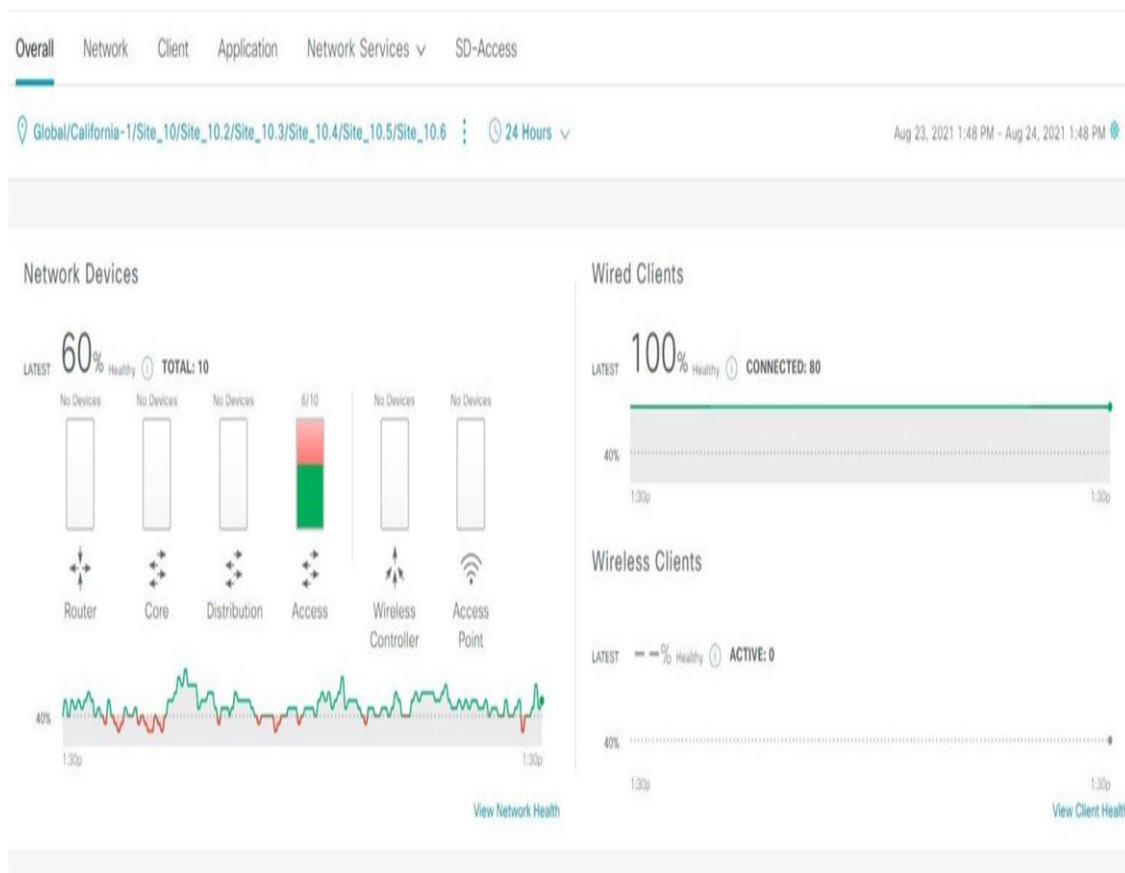 Overall Network Client Application Network Services SD-Access
Global/California-1/Site_10/Site_10.2/Site_10.3/Site_10.4/Site_10.5/Site_10.6 24 Hours Aug 23, 2021 1:48 PM - Aug 24, 2021 1:48 PM
Network Devices
LATEST 60% Healthy TOTAL: 10
No Devices No Devices No Devices 6/10 No Devices No Devices
Router Core Distribution Access Wireless Controller Access Point
40%
1:30p 1:30p
View Network Health
Wired Clients
LATEST 100% Healthy CONNECTED: 80
40%
1:30p 1:30p
Wireless Clients
LATEST --% Healthy ACTIVE: 0
40%
1:30p 1:30p
View Client Health